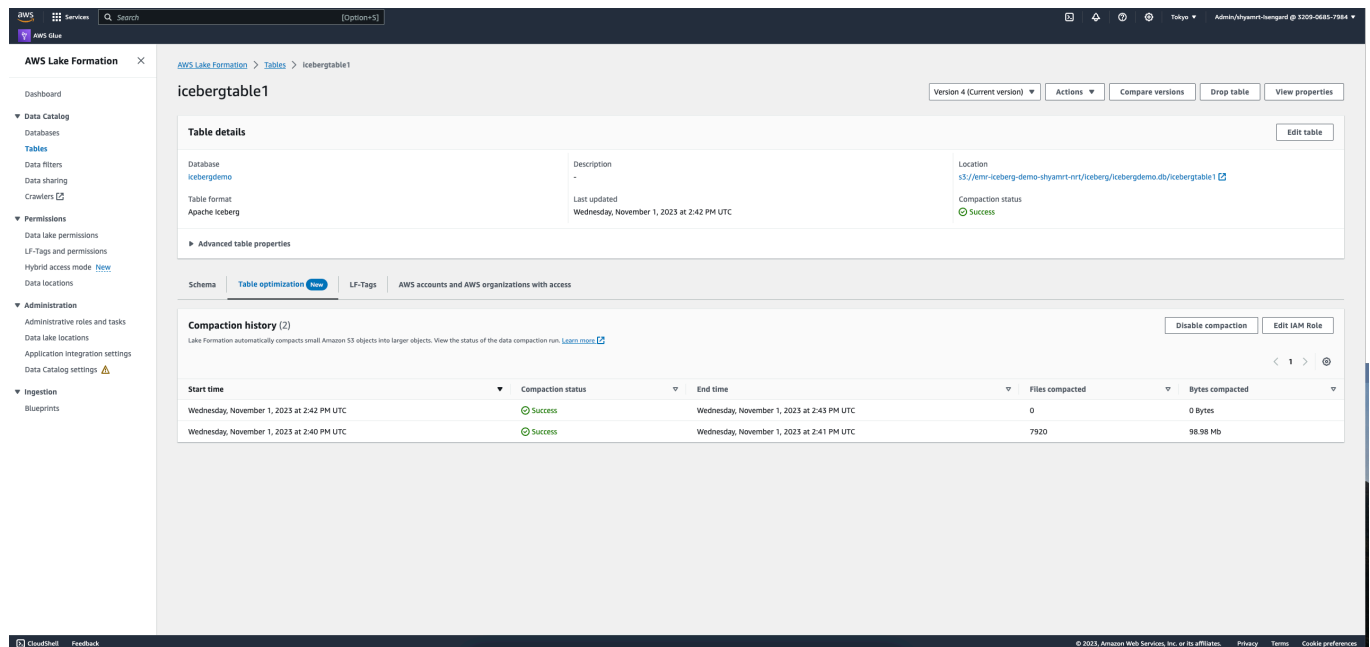 aws Services Search [Option+S] Tokyo Admin/shyamrt-Isengard @ 3209-0685-7984
AWS Glue
AWS Lake Formation
Dashboard
Data Catalog
Databases
Tables
Data filters
Data sharing
Crawlers
Permissions
Data lake permissions
LF-Tags and permissions
Hybrid access mode New
Data locations
Administration
Administrative roles and tasks
Data lake locations
Application integration settings
Data Catalog settings
Ingestion
Blueprints
AWS Lake Formation > Tables > icebergtable1
icebergtable1
Version 4 (Current version) Actions Compare versions Drop table View properties
Table details Edit table
Database Description Location
icebergdemo - s3://emr-iceberg-demo-shyamrt-nrt/iceberg/icebergdemo.db/icebergtable1
Table format Last updated Compaction status
Apache Iceberg Wednesday, November 1, 2023 at 2:42 PM UTC Success
Advanced table properties
Schema Table optimization New LF-Tags AWS accounts and AWS organizations with access
Compaction history (2) Disable compaction Edit IAM Role
Lake Formation automatically compacts small Amazon S3 objects into larger objects. View the status of the data compaction run. Learn more
< 1 >
Start time Compaction status End time Files compacted Bytes compacted
Wednesday, November 1, 2023 at 2:42 PM UTC Success Wednesday, November 1, 2023 at 2:43 PM UTC 0 0 Bytes
Wednesday, November 1, 2023 at 2:40 PM UTC Success Wednesday, November 1, 2023 at 2:41 PM UTC 7920 98.98 Mb
CloudShell Feedback © 2023, Amazon Web Services, Inc. or its affiliates. Privacy Terms Cookie preferences